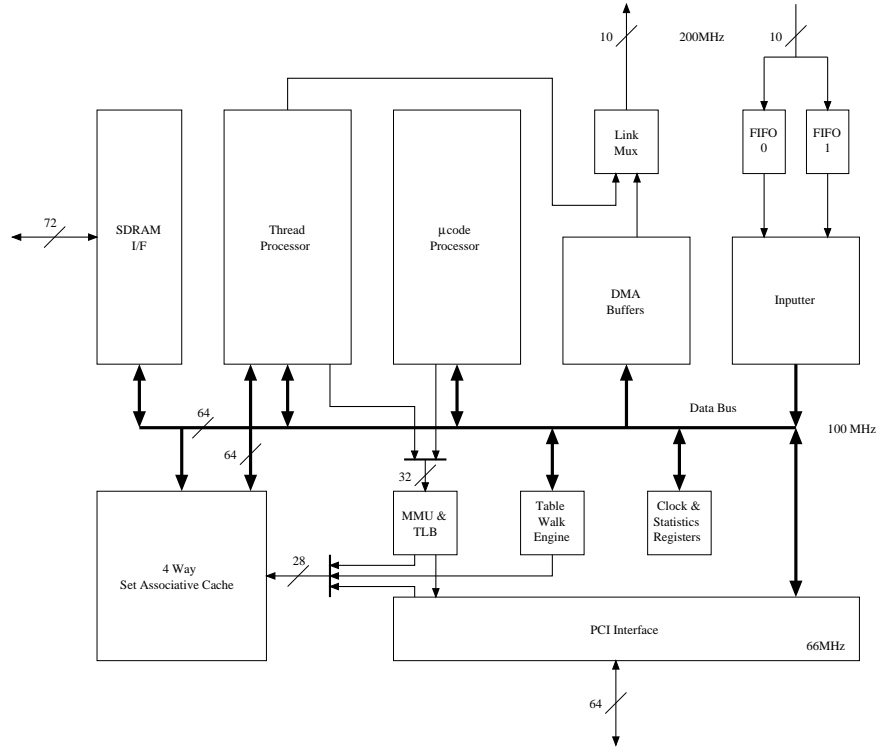 10
200MHz
10
Link
Mux
FIFO
0
FIFO
1
72
SDRAM
I/F
Thread
Processor
µcode
Processor
DMA
Buffers
Inputter
64
Data Bus
100 MHz
64
32
MMU &
TLB
Table
Walk
Engine
Clock &
Statistics
Registers
4 Way
Set Associative Cache
28
PCI Interface
66MHz
64